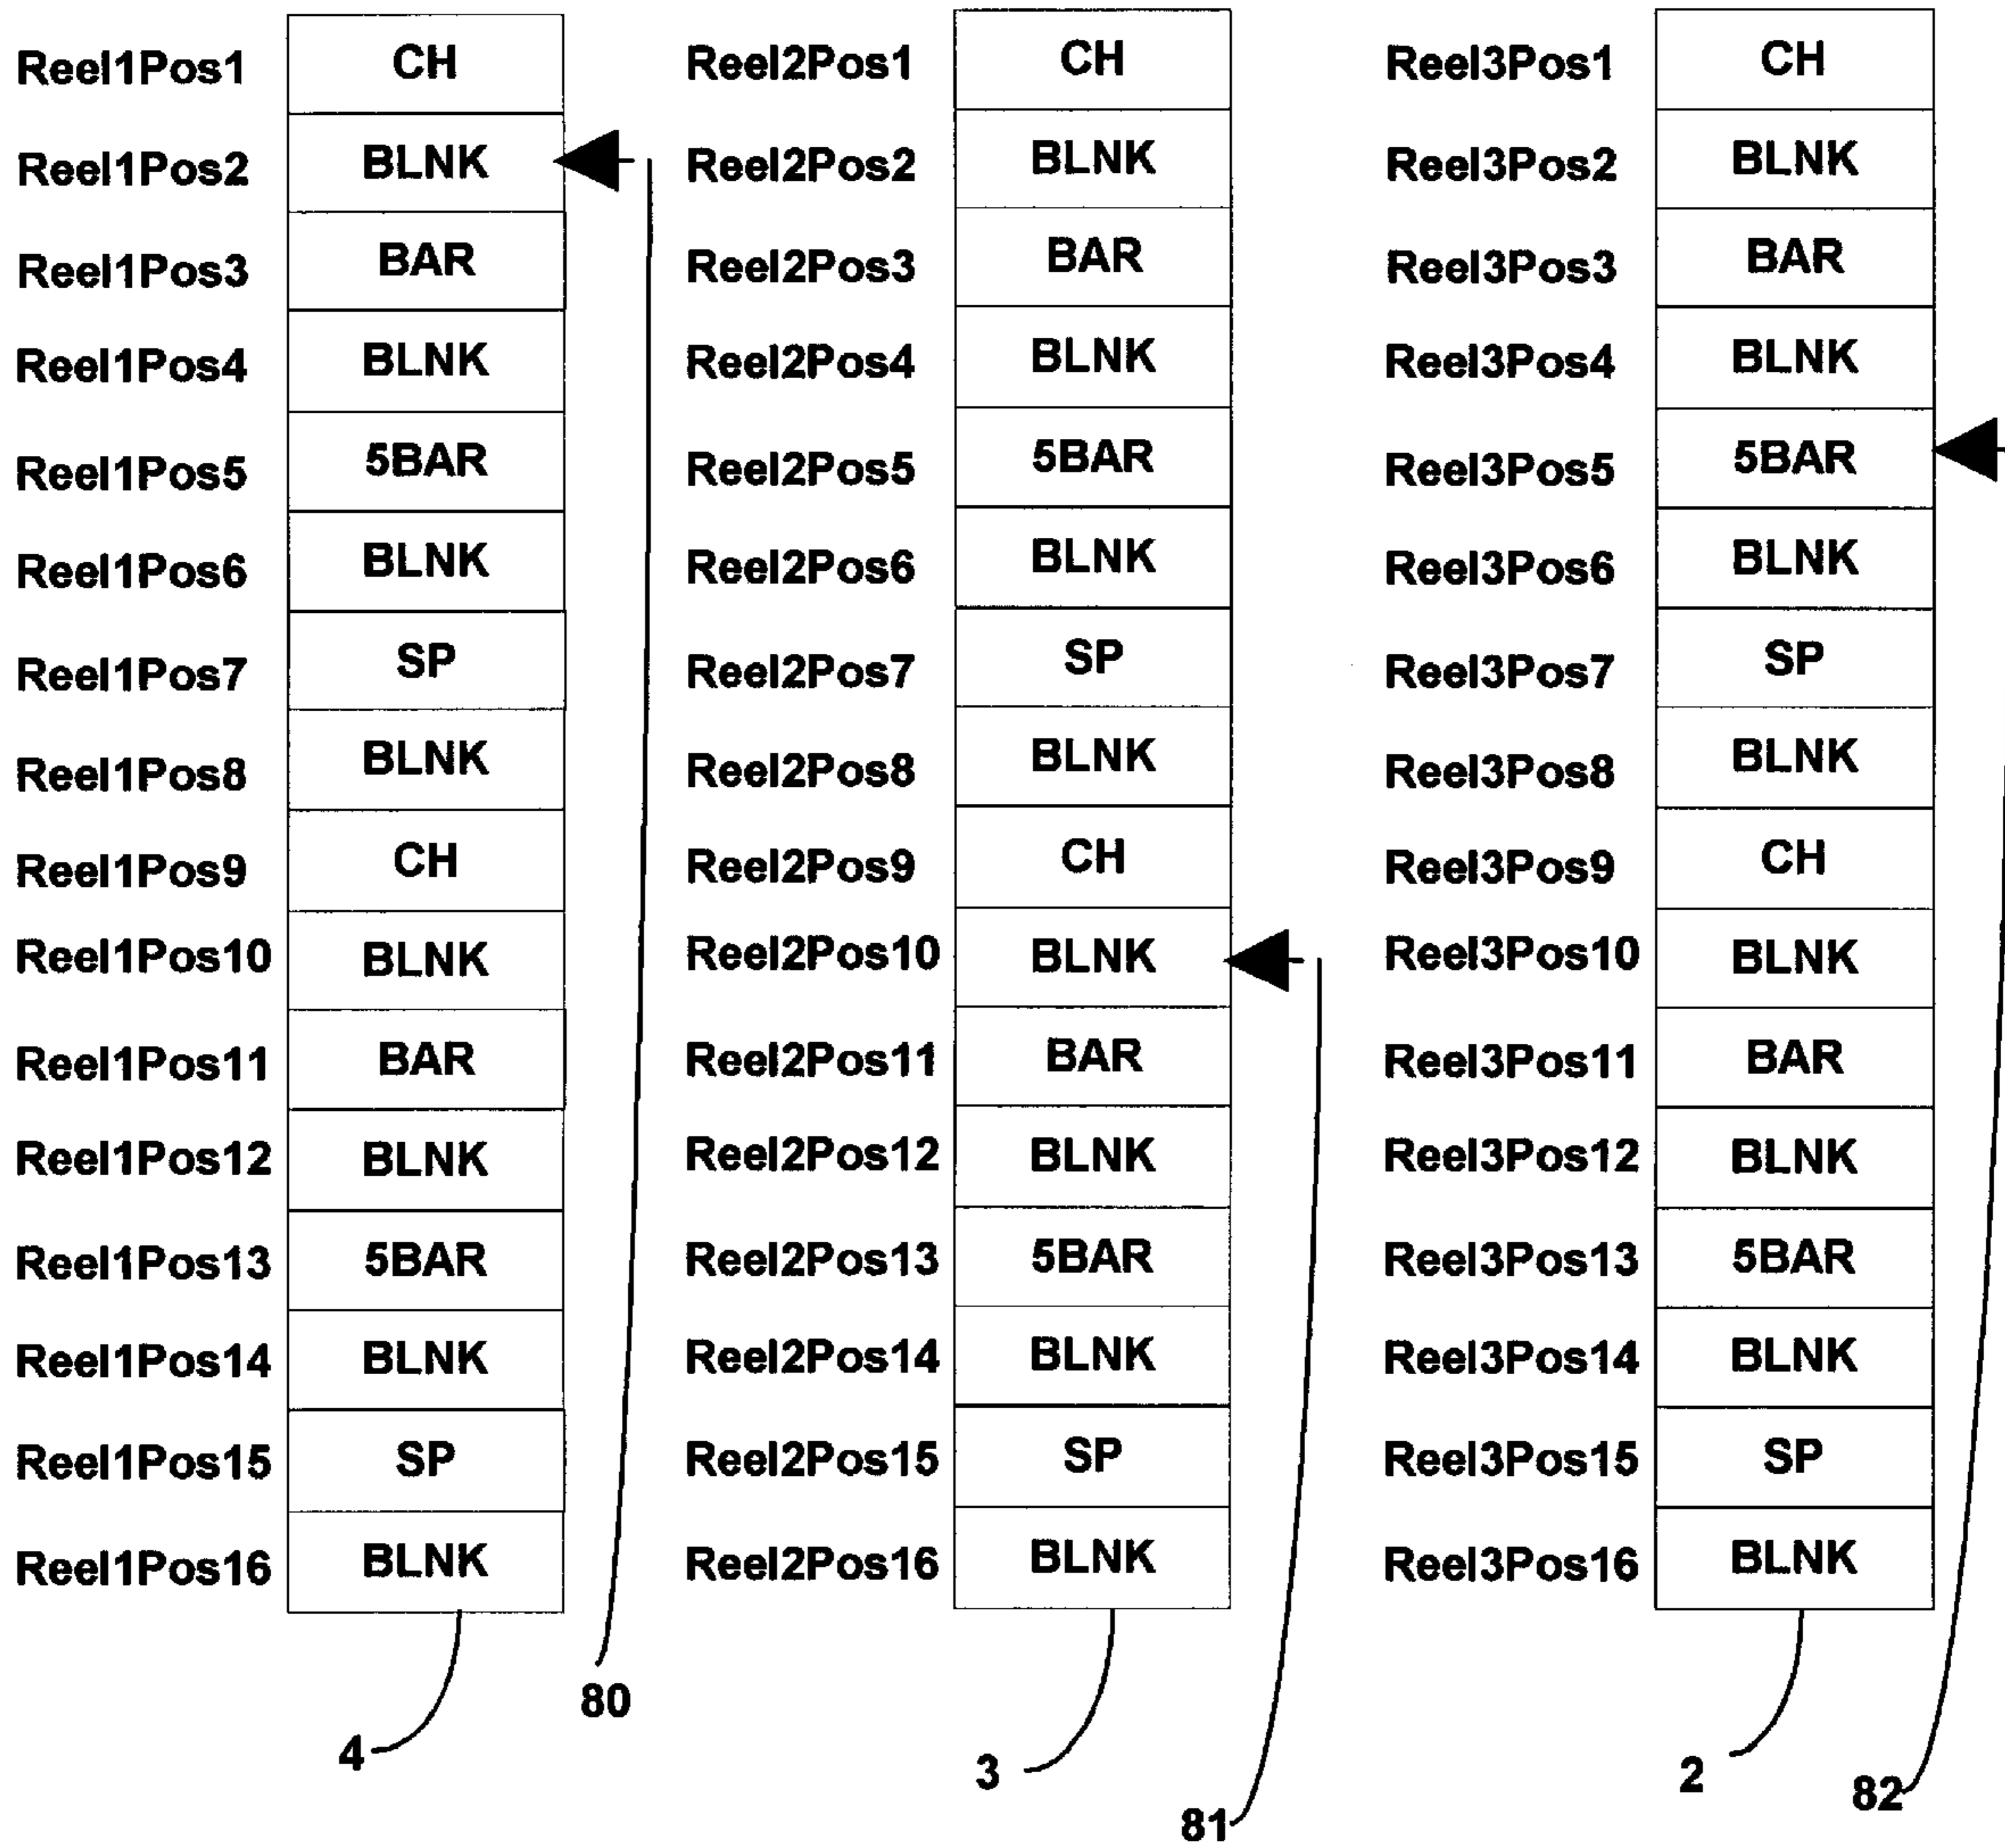 Reel1Pos1 CH Reel2Pos1 CH Reel3Pos1 CH
Reel1Pos2 BLNK Reel2Pos2 BLNK Reel3Pos2 BLNK
Reel1Pos3 BAR Reel2Pos3 BAR Reel3Pos3 BAR
Reel1Pos4 BLNK Reel2Pos4 BLNK Reel3Pos4 BLNK
Reel1Pos5 5BAR Reel2Pos5 5BAR Reel3Pos5 5BAR
Reel1Pos6 BLNK Reel2Pos6 BLNK Reel3Pos6 BLNK
Reel1Pos7 SP Reel2Pos7 SP Reel3Pos7 SP
Reel1Pos8 BLNK Reel2Pos8 BLNK Reel3Pos8 BLNK
Reel1Pos9 CH Reel2Pos9 CH Reel3Pos9 CH
Reel1Pos10 BLNK Reel2Pos10 BLNK Reel3Pos10 BLNK
Reel1Pos11 BAR Reel2Pos11 BAR Reel3Pos11 BAR
Reel1Pos12 BLNK Reel2Pos12 BLNK Reel3Pos12 BLNK
Reel1Pos13 5BAR Reel2Pos13 5BAR Reel3Pos13 5BAR
Reel1Pos14 BLNK Reel2Pos14 BLNK Reel3Pos14 BLNK
Reel1Pos15 SP Reel2Pos15 SP Reel3Pos15 SP
Reel1Pos16 BLNK Reel2Pos16 BLNK Reel3Pos16 BLNK
80
4 3 2
81 82